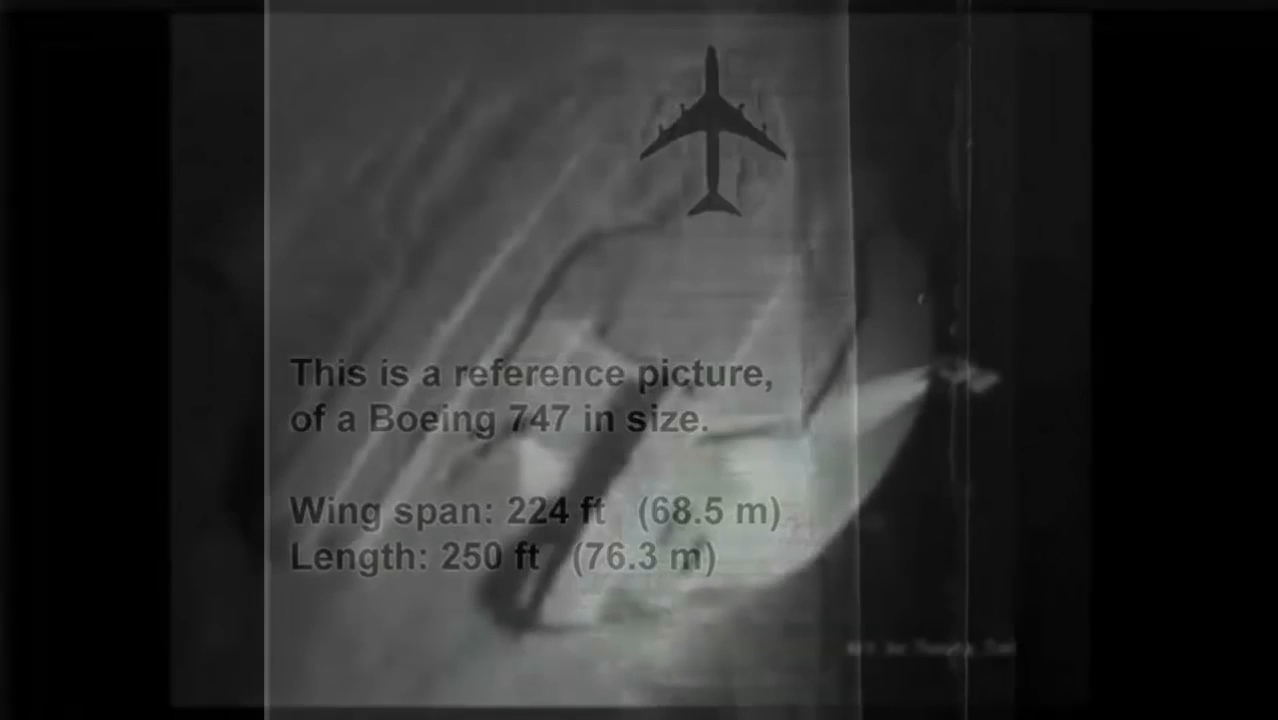 This is a reference picture,
of a Boeing 747 in size.
Wing span: 224 ft (68.5 m)
Length: 250 ft (76.3 m)